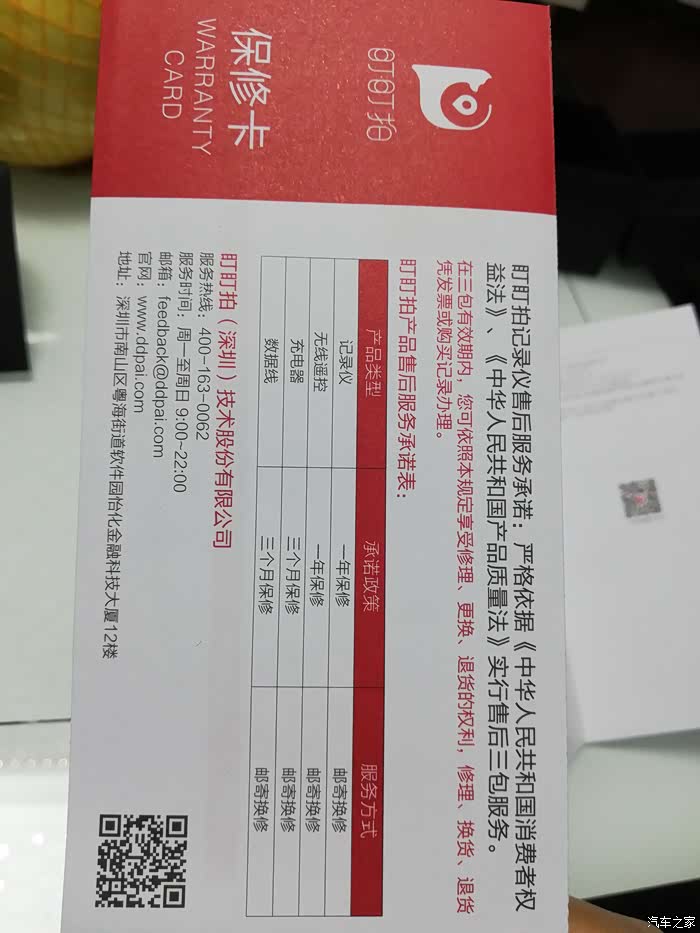 盯盯拍
保修卡
WARRANTY
CARD
盯盯拍记录仪售后服务承诺：严格依据《中华人民共和国消费者权
益法》、《中华人民共和国产品质量法》实行售后三包服务。
在三包有效期内，您可依照本规定享受修理、更换、退货的权利，修理、换货、退货
凭发票或购买记录办理。
盯盯拍产品售后服务承诺表：
产品类型 承诺政策 服务方式
记录仪 一年保修 邮寄换修
无线遥控 一年保修 邮寄换修
充电器 三个月保修 邮寄换修
数据线 三个月保修 邮寄换修
盯盯拍（深圳）技术股份有限公司
服务热线：400-163-0062
服务时间：周一至周日 9:00~22:00
邮箱：feedback@ddpai.com
官网：www.ddpai.com
地址：深圳市南山区粤海街道软件园怡化金融科技大厦12楼
汽车之家